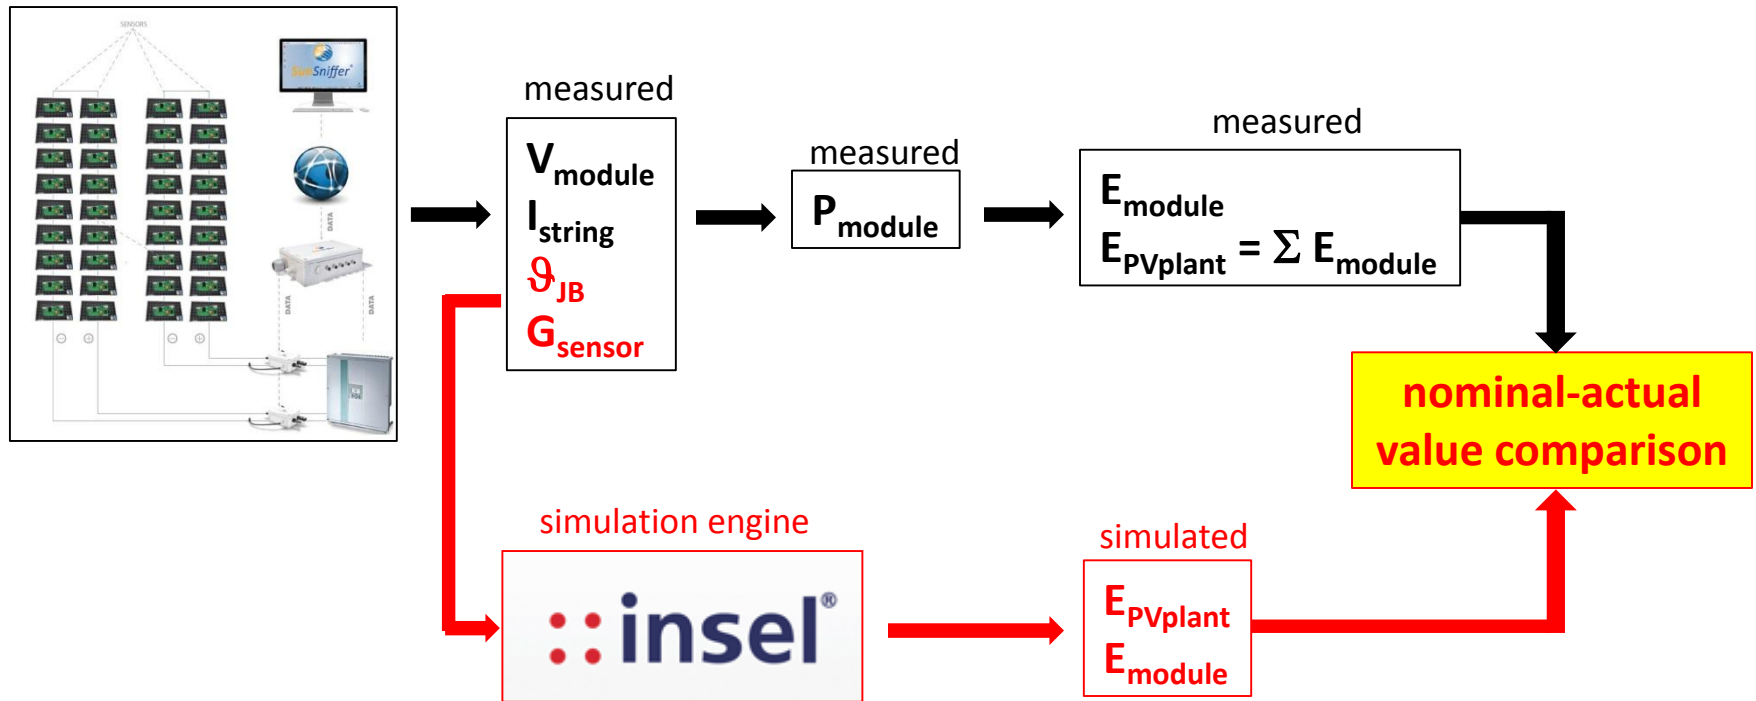 SENSORS
SunSniffer®
DATA
DATA
DATA
measured
V module
I string
ϑ JB
G sensor
measured
P module
measured
E module
E PVplant = Σ E module
nominal-actual
value comparison
simulation engine
insel®
simulated
E PVplant
E module